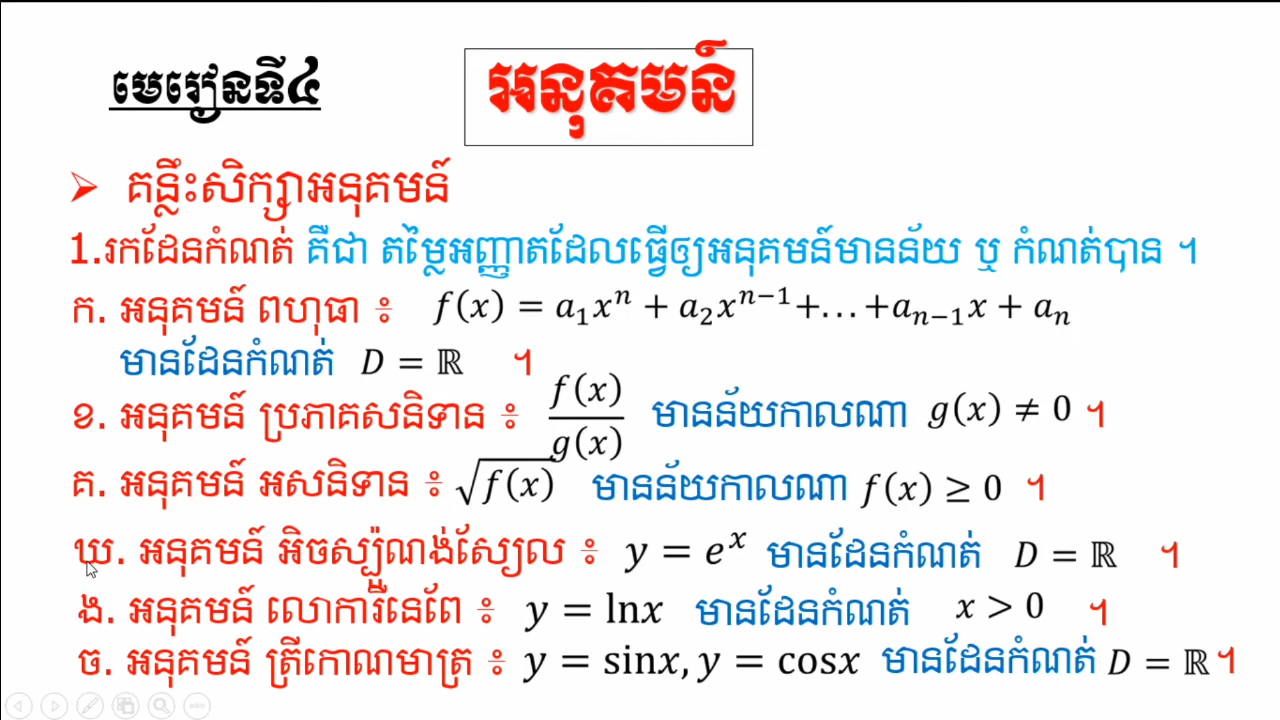 មេរៀនទី៤
អនុគមន៍
➢ គន្លឹះសិក្សាអនុគមន៍
1.រកដែនកំណត់ គឺជា តម្លៃអញ្ញាតដែលធ្វើឲ្យអនុគមន៍មានន័យ ឬ កំណត់បាន ។
ក. អនុគមន៍ ពហុធា ៖ f(x) = a₁xⁿ + a₂xⁿ⁻¹+…+aₙ₋₁x + aₙ
មានដែនកំណត់ D = ℝ ។
ខ. អនុគមន៍ ប្រភាគសនិទាន ៖ f(x)/g(x) មានន័យកាលណា g(x) ≠ 0 ។
គ. អនុគមន៍ អសនិទាន ៖ √f(x) មានន័យកាលណា f(x) ≥ 0 ។
ឃ. អនុគមន៍ អិចស្ប៉ូណង់ស្យែល ៖ y = eˣ មានដែនកំណត់ D = ℝ ។
ង. អនុគមន៍ លោការីនេពែ ៖ y = lnx មានដែនកំណត់ x > 0 ។
ច. អនុគមន៍ ត្រីកោណមាត្រ ៖ y = sinx, y = cosx មានដែនកំណត់ D = ℝ ។